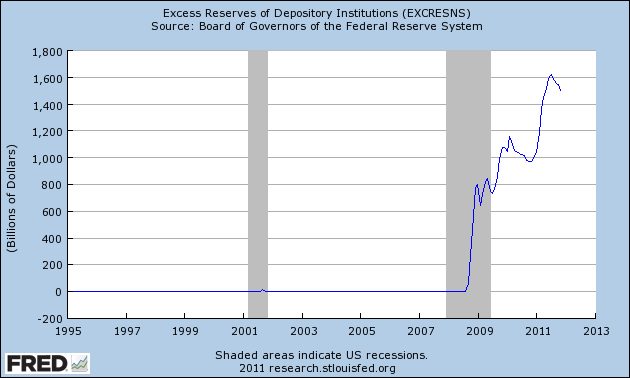 Excess Reserves of Depository Institutions (EXCRESNS)
Source: Board of Governors of the Federal Reserve System
(Billions of Dollars)
1,800
1,600
1,400
1,200
1,000
800
600
400
200
0
-200
1995 1997 1999 2001 2003 2005 2007 2009 2011 2013
Shaded areas indicate US recessions.
2011 research.stlouisfed.org
FRED